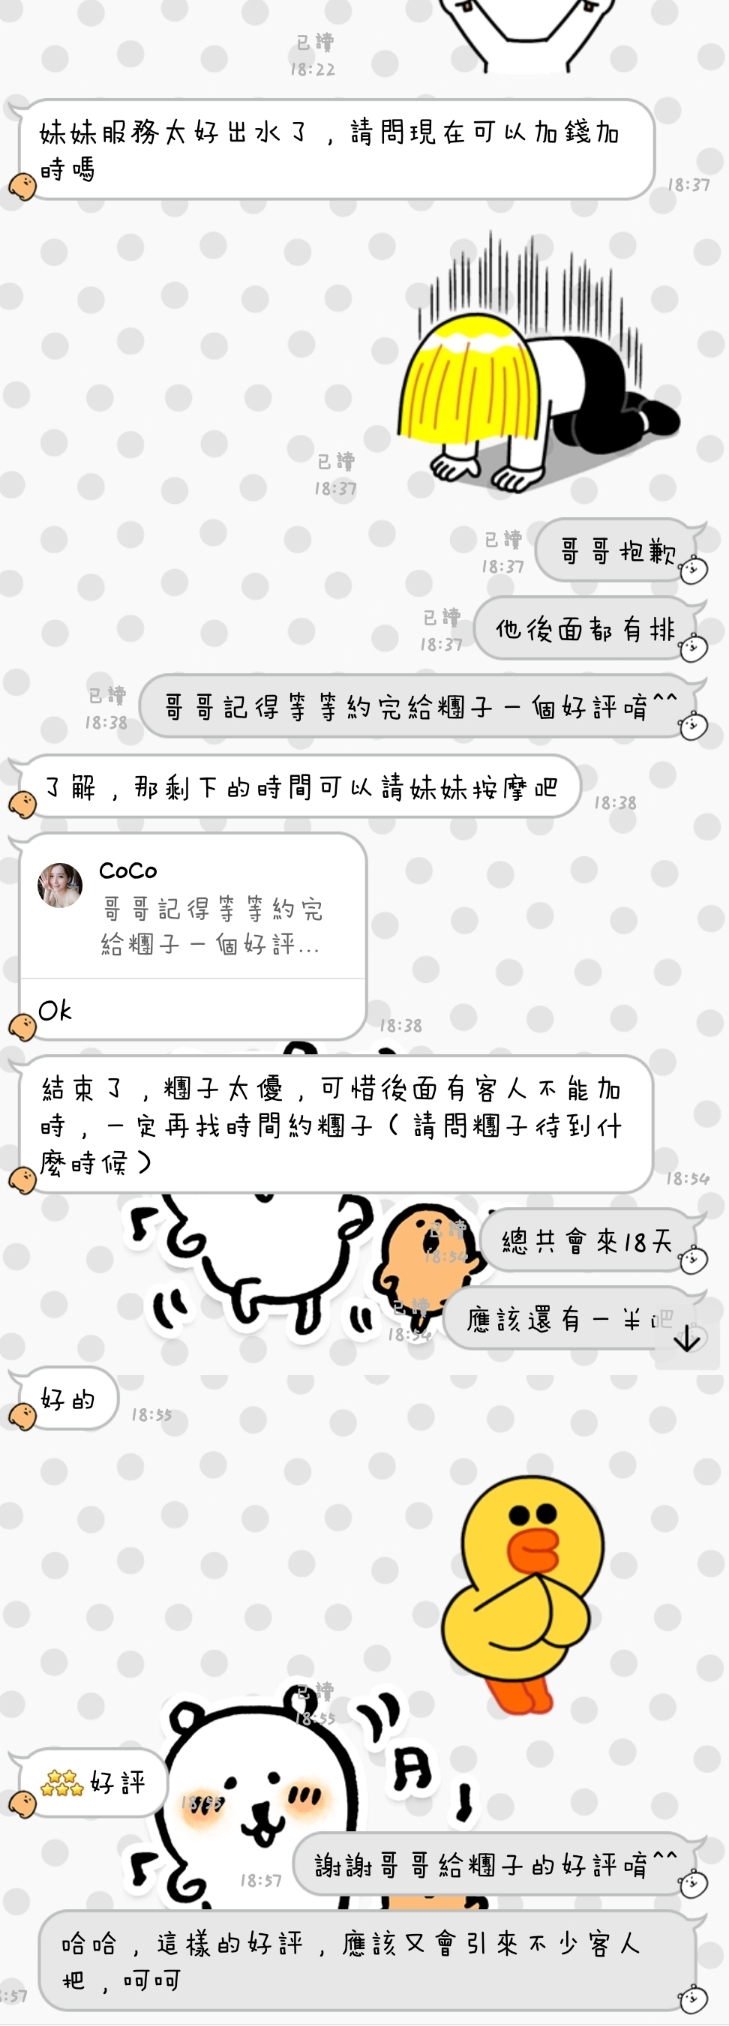 已讀
18:22
妹妹服務太好出水了，請問現在可以加錢加
時嗎
18:37
已讀
18:37
已讀
18:37
哥哥抱歉
已讀
18:37
他後面都有排
已讀
18:38
哥哥記得等等約完給糰子一個好評唷^^
了解，那剩下的時間可以請妹妹按摩吧
18:38
CoCo
哥哥記得等等約完
給糰子一個好評...
Ok
18:38
結束了，糰子太優，可惜後面有客人不能加
時，一定再找時間約糰子（請問糰子待到什
麼時候）
18:54
已讀
18:54
總共會來18天
已讀
18:54
應該還有一半吧
好的
18:55
已讀
18:55
好評
18:55
18:57
謝謝哥哥給糰子的好評唷^^
哈哈，這樣的好評，應該又會引來不少客人
把，呵呵
:57